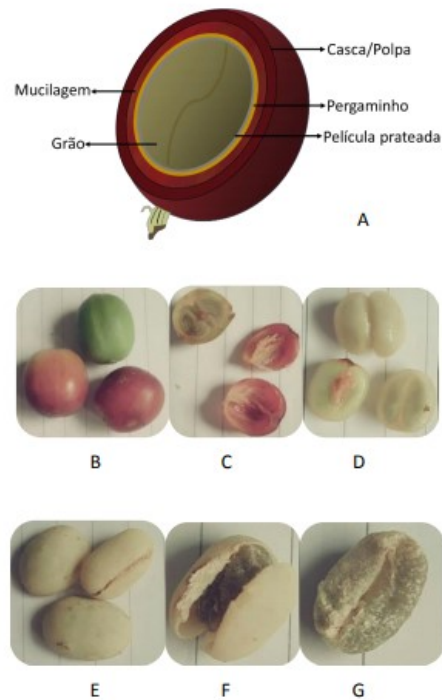 Casca/Polpa
Mucilagem
Pergaminho
Grão
Película prateada
A
B C D
E F G